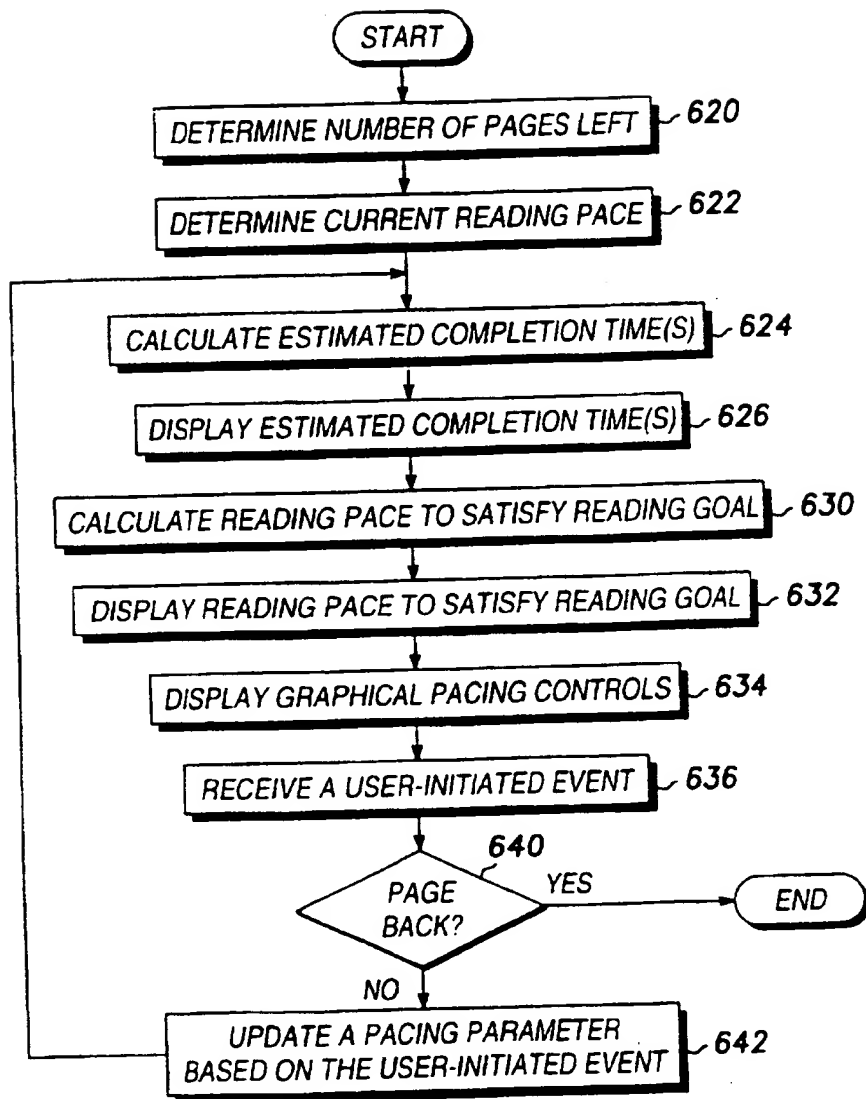 START
DETERMINE NUMBER OF PAGES LEFT 620
DETERMINE CURRENT READING PACE 622
CALCULATE ESTIMATED COMPLETION TIME(S) 624
DISPLAY ESTIMATED COMPLETION TIME(S) 626
CALCULATE READING PACE TO SATISFY READING GOAL 630
DISPLAY READING PACE TO SATISFY READING GOAL 632
DISPLAY GRAPHICAL PACING CONTROLS 634
RECEIVE A USER-INITIATED EVENT 636
640
PAGE
BACK?
YES
END
NO
UPDATE A PACING PARAMETER
BASED ON THE USER-INITIATED EVENT 642